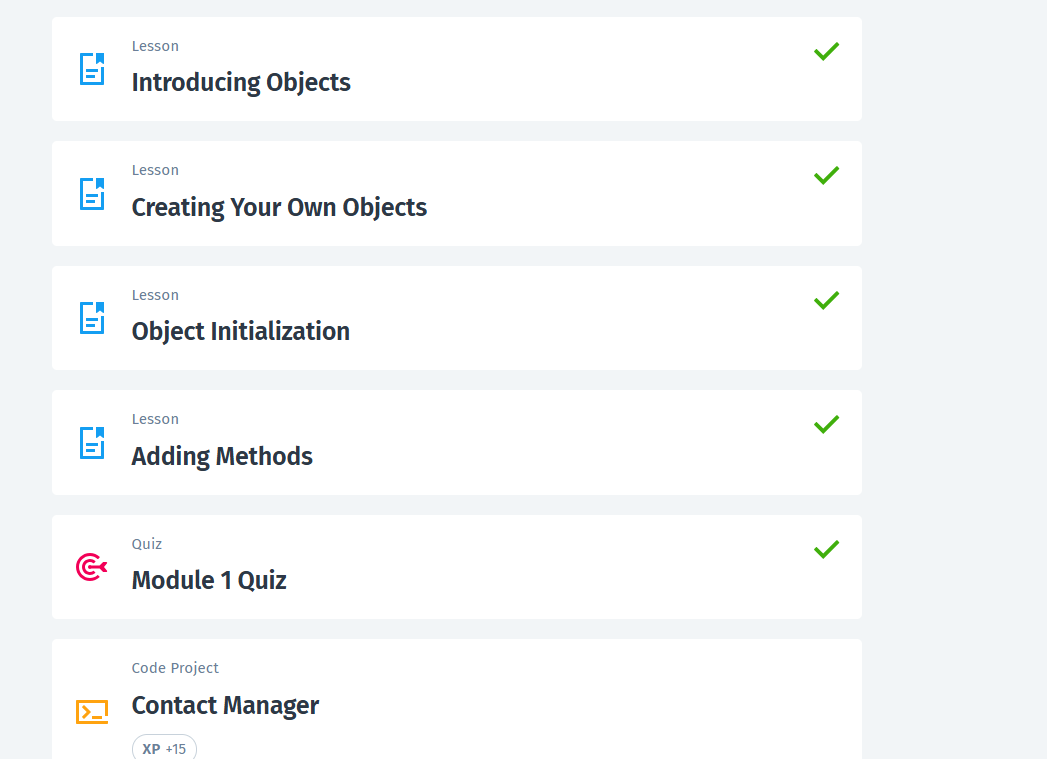 Lesson
Introducing Objects
Lesson
Creating Your Own Objects
Lesson
Object Initialization
Lesson
Adding Methods
Quiz
Module 1 Quiz
Code Project
Contact Manager
XP +15